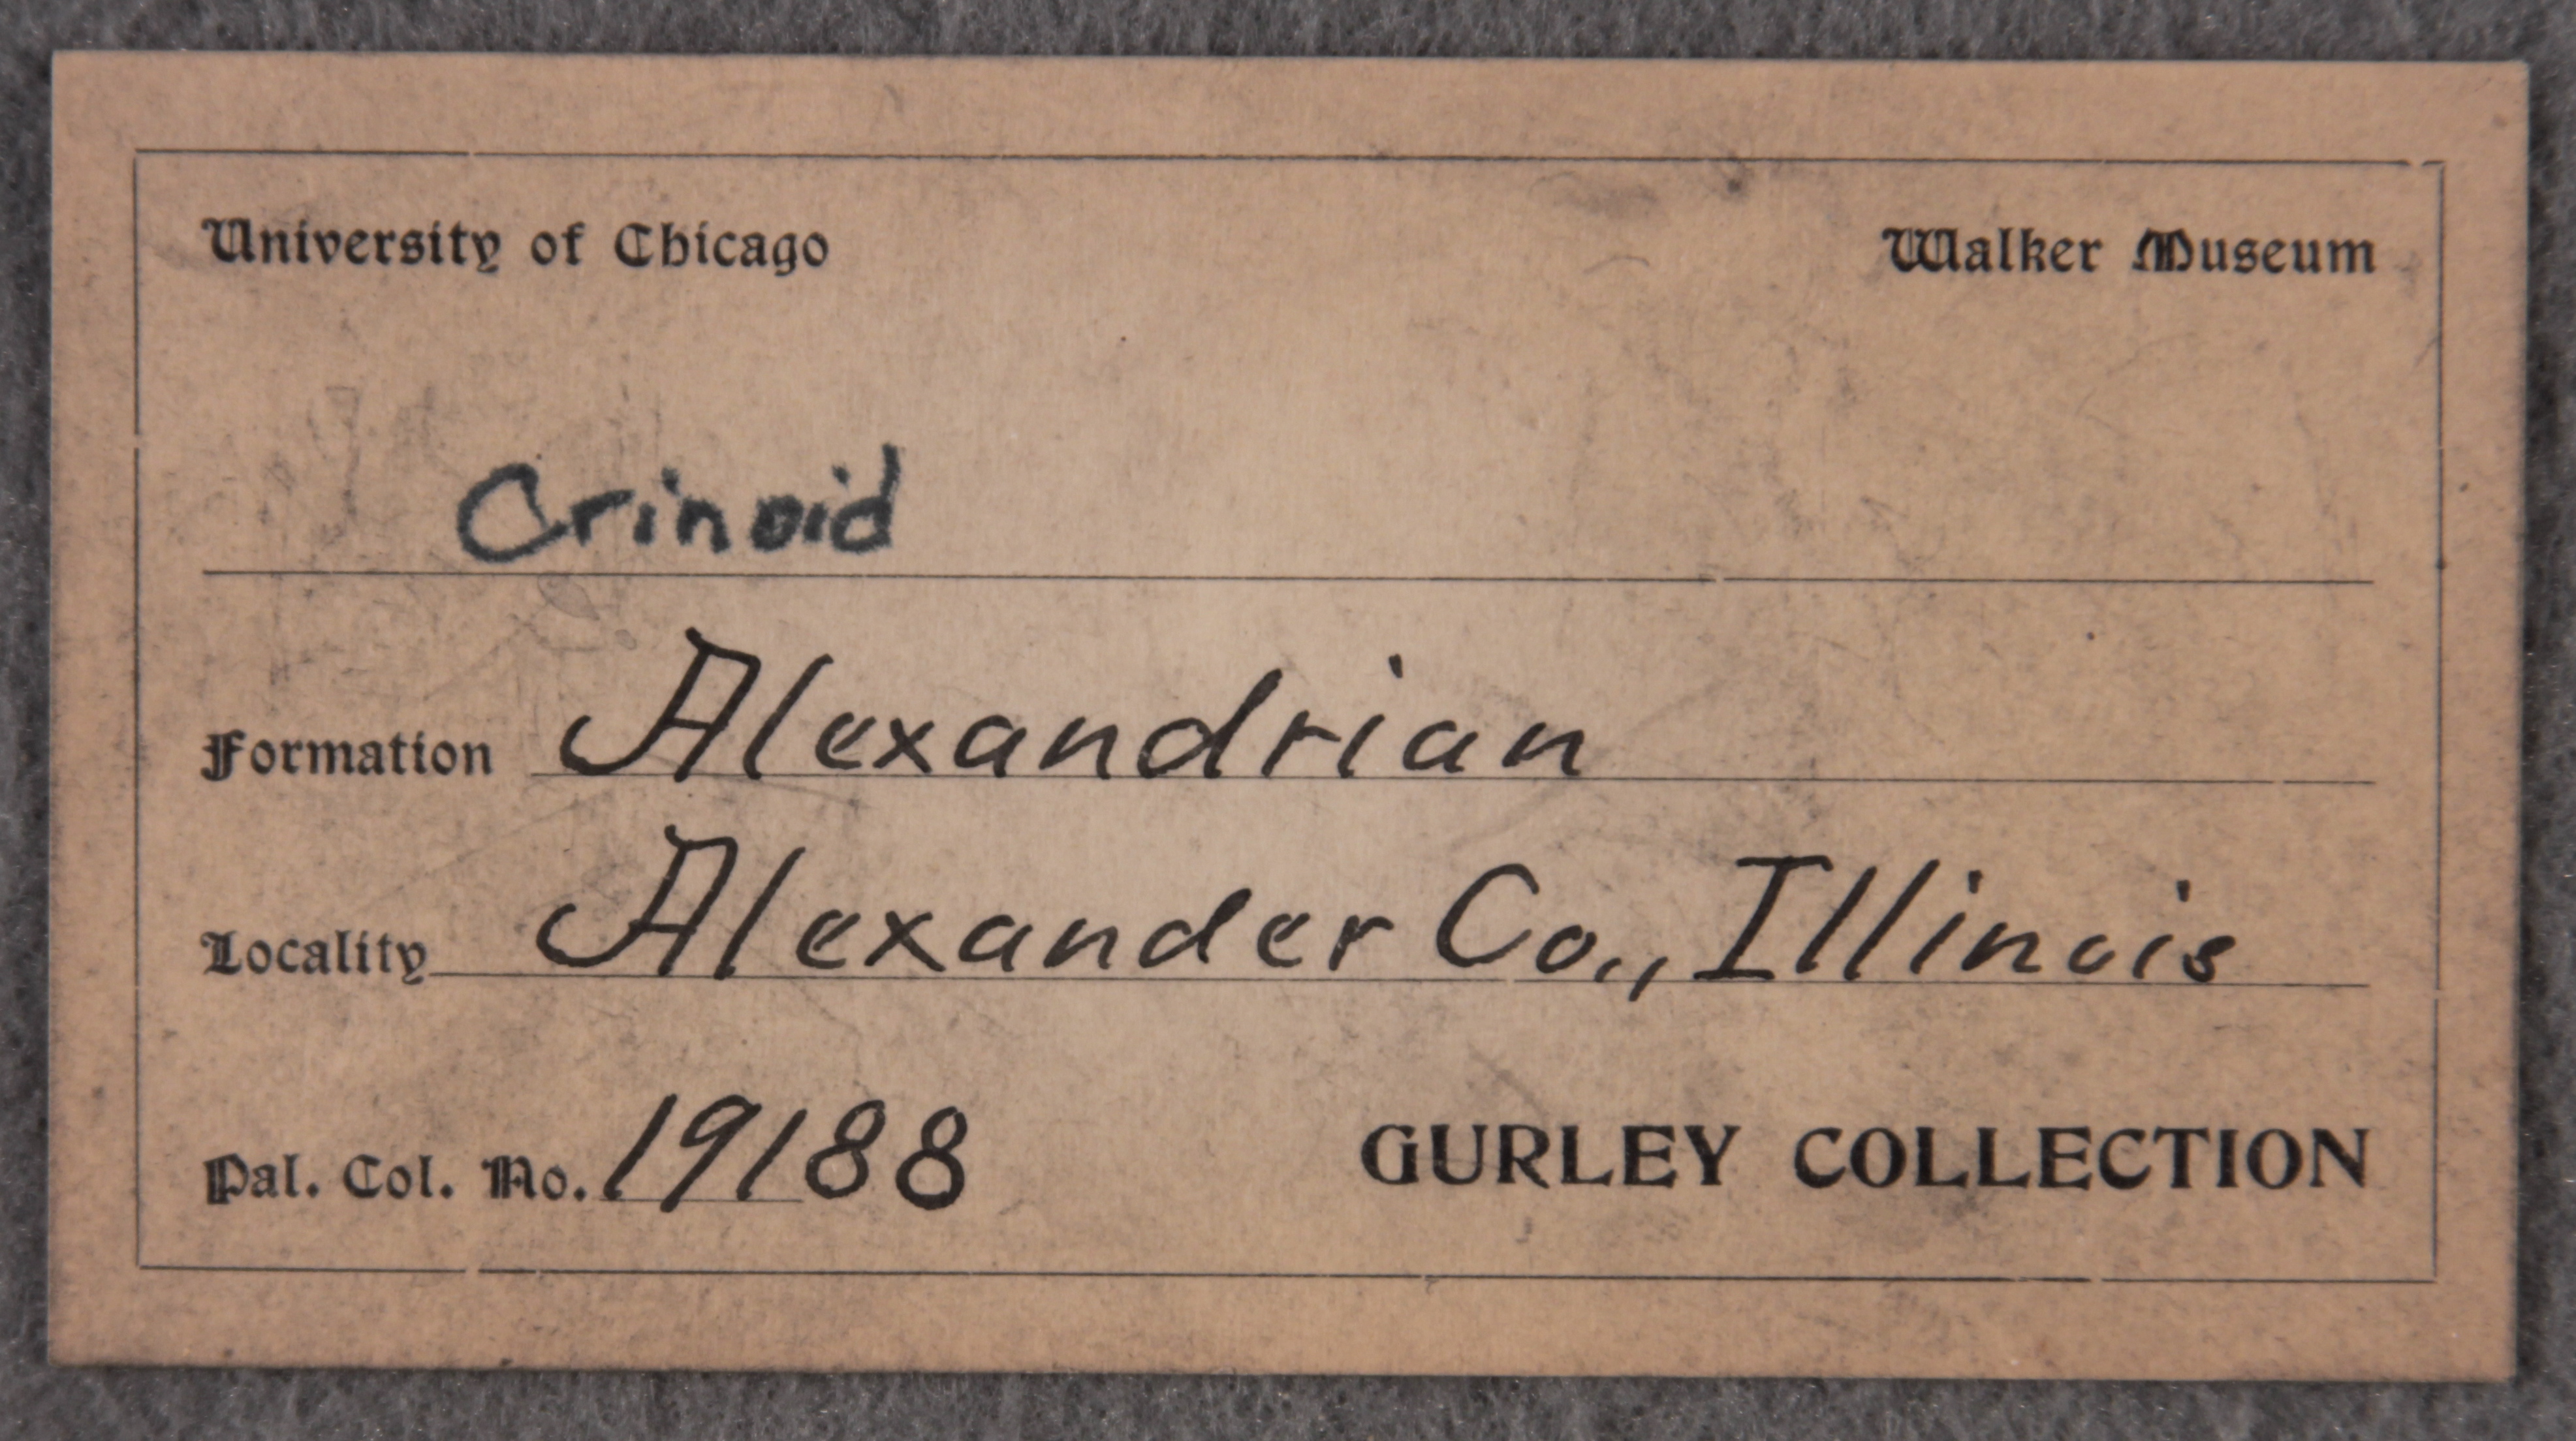 University of Chicago Walker Museum
Crinoid
Formation Alexandrian
Locality Alexander Co., Illinois
Pal. Col. No. 19188 GURLEY COLLECTION